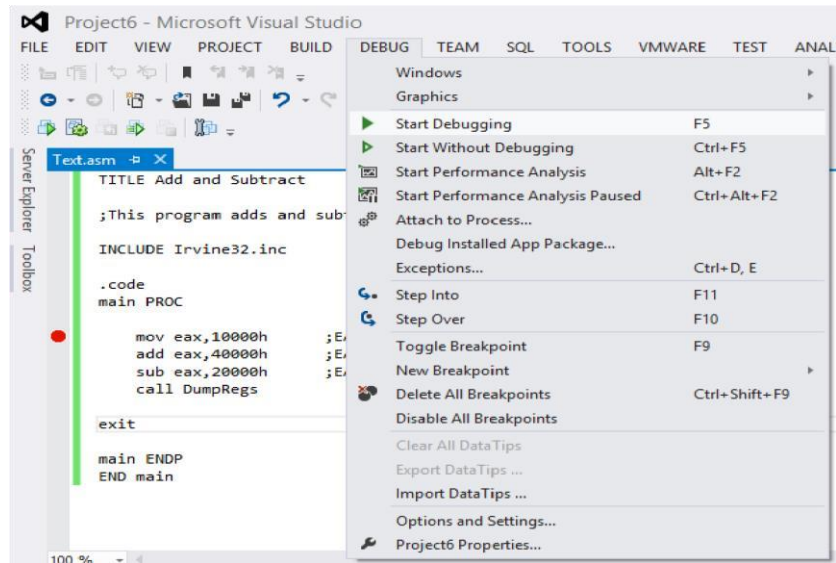 Project6 - Microsoft Visual Studio
FILE EDIT VIEW PROJECT BUILD DEBUG TEAM SQL TOOLS VMWARE TEST ANAL
Windows
Graphics
Start Debugging F5
Start Without Debugging Ctrl+F5
Start Performance Analysis Alt+F2
Start Performance Analysis Paused Ctrl+Alt+F2
Attach to Process...
Debug Installed App Package...
Exceptions... Ctrl+D, E
Step Into F11
Step Over F10
Toggle Breakpoint F9
New Breakpoint
Delete All Breakpoints Ctrl+Shift+F9
Disable All Breakpoints
Clear All DataTips
Export DataTips ...
Import DataTips ...
Options and Settings...
Project6 Properties...
Server Explorer
Toolbox
Text.asm
TITLE Add and Subtract
;This program adds and sub
INCLUDE Irvine32.inc
.code
main PROC
mov eax,10000h ;EA
add eax,40000h ;EA
sub eax,20000h ;EA
call DumpRegs
exit
main ENDP
END main
100 %